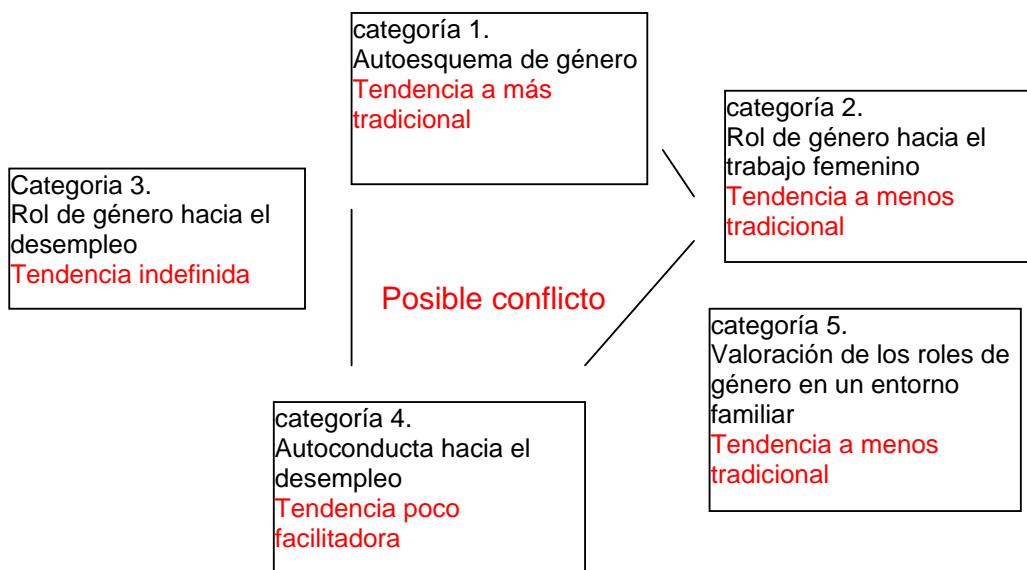 categoría 1.
Autoesquema de género
Tendencia a más
tradicional
categoría 2.
Rol de género hacia el
trabajo femenino
Tendencia a menos
tradicional
Categoria 3.
Rol de género hacia el
desempleo
Tendencia indefinida
Posible conflicto
categoría 5.
Valoración de los roles de
género en un entorno
familiar
Tendencia a menos
tradicional
categoría 4.
Autoconducta hacia el
desempleo
Tendencia poco
facilitadora